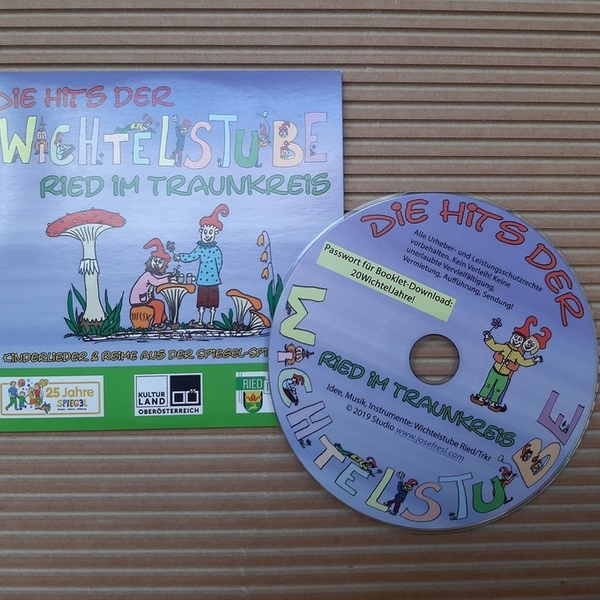 DIE HITS DER
WICHTELSTUBE
RIED IM TRAUNKREIS
KINDERLIEDER & REIME AUS DER SPIEGEL-SPI
25 Jahre
SPIEGEL
KULTUR
LAND
OBERÖSTERREICH
RIED
DIE HITS DER
WICHTELSTUBE
Alle Urheber- und Leistungsschutzrechte
vorbehalten. Kein Verleih! Keine
unerlaubte Vervielfältigung,
Vermietung, Aufführung, Sendung!
Passwort für Booklet-Download:
20WichtelJahre!
RIED IM TRAUNKREIS
Idee, Musik, Instrumente: Wichtelstube Ried/Trkr
© 2019 Studio www.josefresl.com